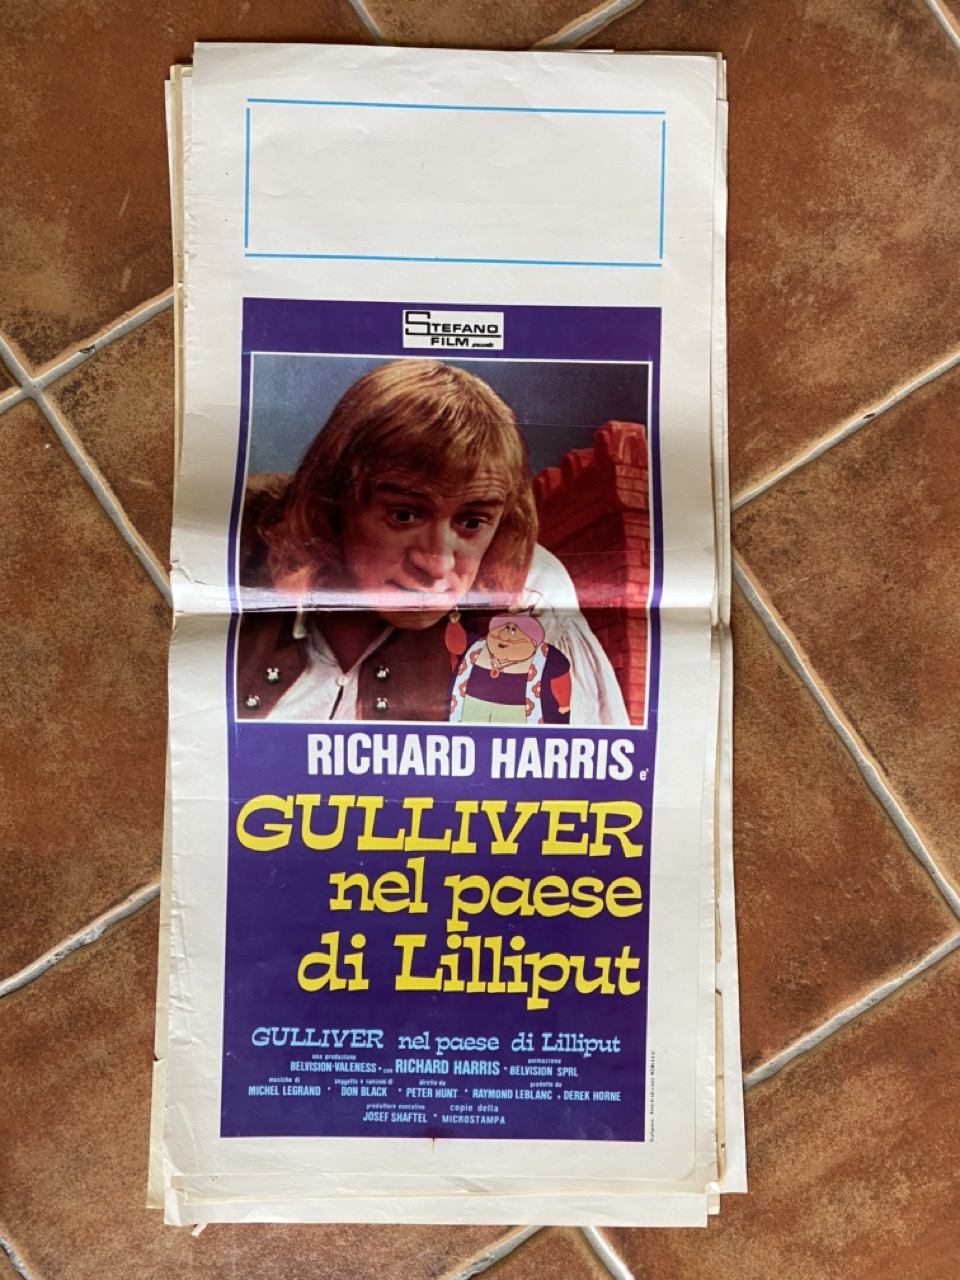 STEFANO
FILM presenta
RICHARD HARRIS e'
GULLIVER
nel paese
di Lilliput
GULLIVER nel paese di Lilliput
una produzione
BELVISION-VALENESS • con RICHARD HARRIS • animazione BELVISION SPRL
musiche di MICHEL LEGRAND • soggetto e canzoni di DON BLACK • diretto da PETER HUNT • prodotto da RAYMOND LEBLANC e DEREK HORNE
produttore esecutivo JOSEF SHAFTEL • copie della MICROSTAMPA